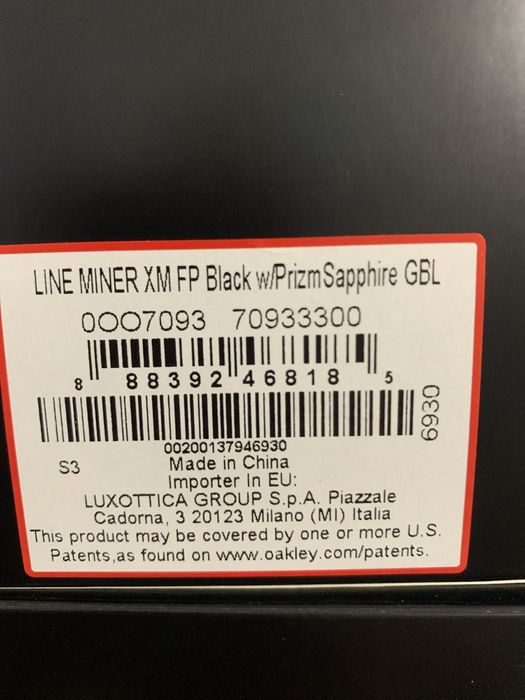 LINE MINER XM FP Black w/PrizmSapphire GBL
0OO7093 70933300
8 88392 46818 5
6930
00200137946930
S3
Made in China
Importer In EU:
LUXOTTICA GROUP S.p.A. Piazzale
Cadorna, 3 20123 Milano (MI) Italia
This product may be covered by one or more U.S.
Patents,as found on www.oakley.com/patents.